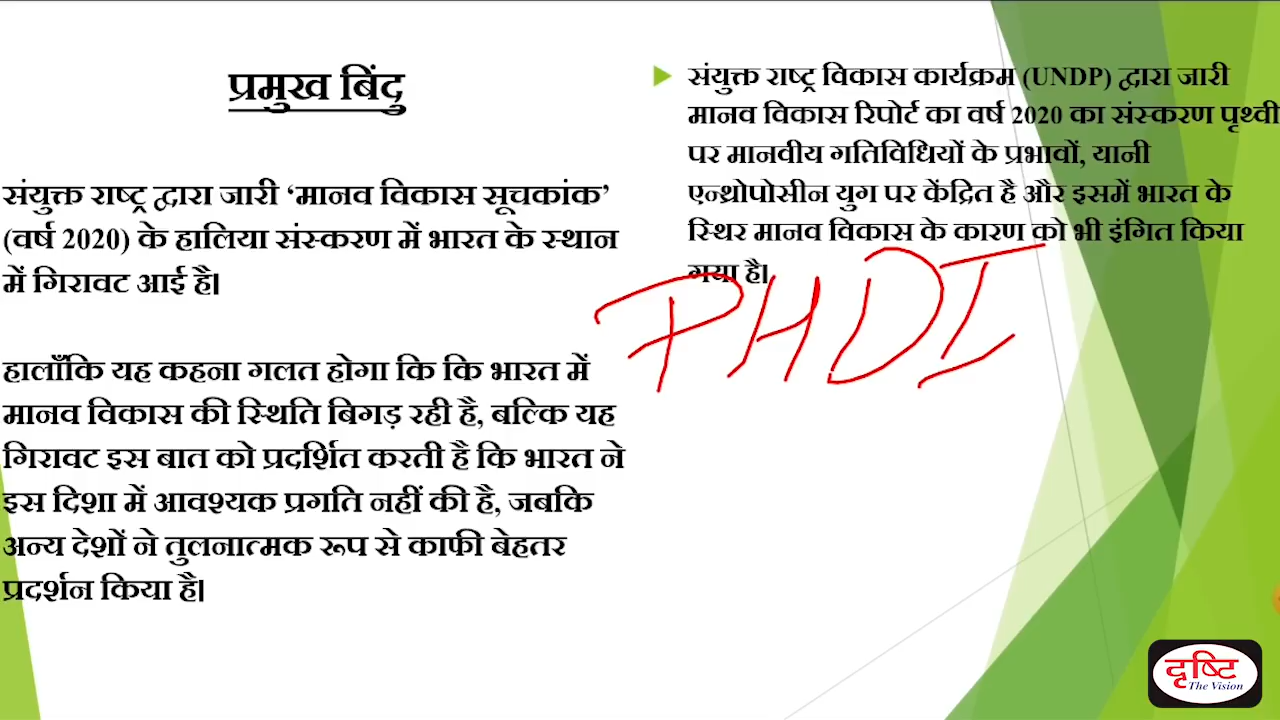 प्रमुख बिंदु
संयुक्त राष्ट्र द्वारा जारी ‘मानव विकास सूचकांक’
(वर्ष 2020) के हालिया संस्करण में भारत के स्थान
में गिरावट आई है।
हालाँकि यह कहना गलत होगा कि कि भारत में
मानव विकास की स्थिति बिगड़ रही है, बल्कि यह
गिरावट इस बात को प्रदर्शित करती है कि भारत ने
इस दिशा में आवश्यक प्रगति नहीं की है, जबकि
अन्य देशों ने तुलनात्मक रूप से काफी बेहतर
प्रदर्शन किया है।
संयुक्त राष्ट्र विकास कार्यक्रम (UNDP) द्वारा जारी
मानव विकास रिपोर्ट का वर्ष 2020 का संस्करण पृथ्वी
पर मानवीय गतिविधियों के प्रभावों, यानी
एन्थ्रोपोसीन युग पर केंद्रित है और इसमें भारत के
स्थिर मानव विकास के कारण को भी इंगित किया
गया है।
PHDI
दृष्टि
The Vision